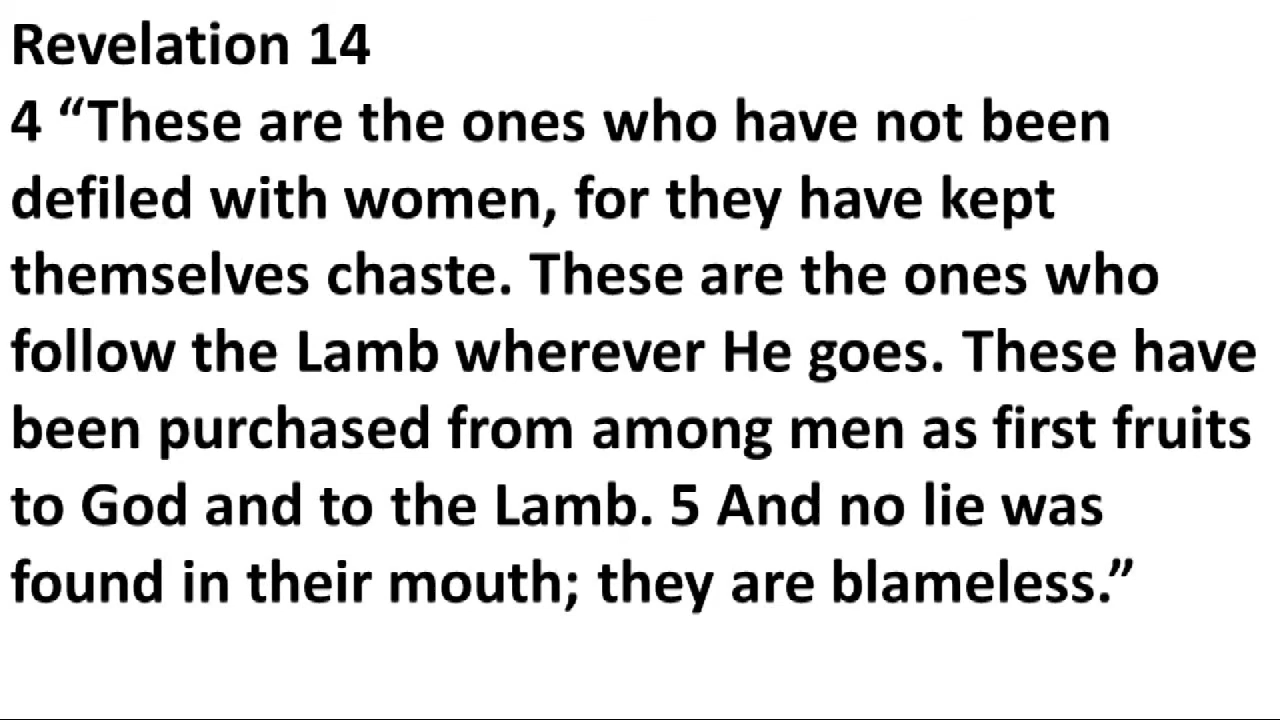 Revelation 14
4 “These are the ones who have not been
defiled with women, for they have kept
themselves chaste. These are the ones who
follow the Lamb wherever He goes. These have
been purchased from among men as first fruits
to God and to the Lamb. 5 And no lie was
found in their mouth; they are blameless.”